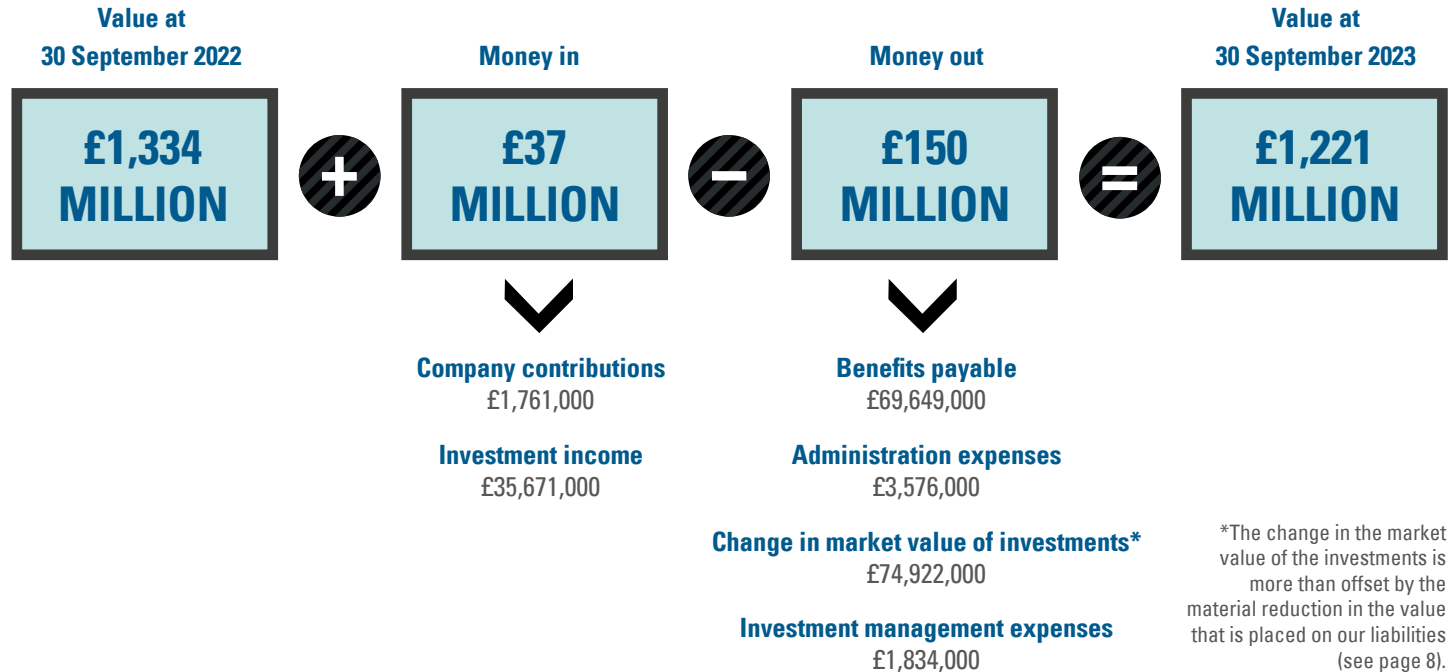 Value at
30 September 2022
£1,334
MILLION
+
Money in
£37
MILLION
−
Money out
£150
MILLION
=
Value at
30 September 2023
£1,221
MILLION
Company contributions
£1,761,000
Investment income
£35,671,000
Benefits payable
£69,649,000
Administration expenses
£3,576,000
Change in market value of investments*
£74,922,000
Investment management expenses
£1,834,000
*The change in the market
value of the investments is
more than offset by the
material reduction in the value
that is placed on our liabilities
(see page 8).